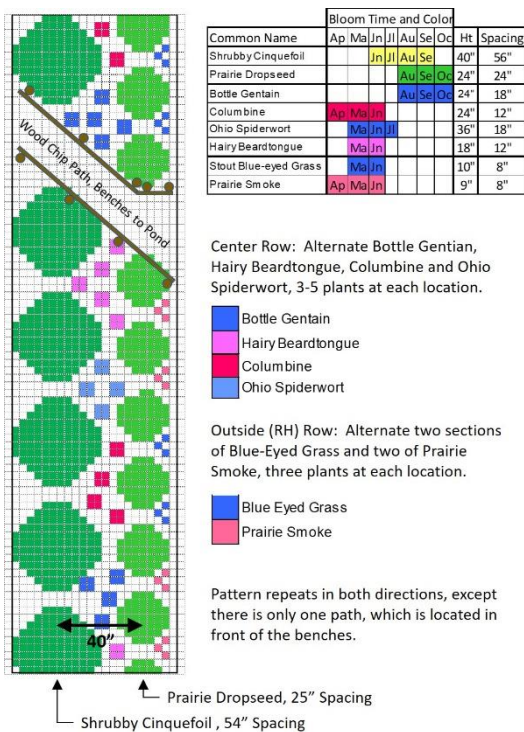 Bloom Time and Color
Common Name Ap Ma Jn Jl Au Se Oc Ht Spacing
Shrubby Cinquefoil Jn Jl Au Se 40" 56"
Prairie Dropseed Au Se Oc 24" 24"
Bottle Gentain Au Se Oc 24" 18"
Columbine Ap Ma Jn 24" 12"
Ohio Spiderwort Ma Jn Jl 36" 18"
Hairy Beardtongue Ma Jn 18" 12"
Stout Blue-eyed Grass Ma Jn 10" 8"
Prairie Smoke Ap Ma Jn 9" 8"
Wood Chip Path, Benches to Pond
Center Row: Alternate Bottle Gentian,
Hairy Beardtongue, Columbine and Ohio
Spiderwort, 3-5 plants at each location.
Bottle Gentain
Hairy Beardtongue
Columbine
Ohio Spiderwort
Outside (RH) Row: Alternate two sections
of Blue-Eyed Grass and two of Prairie
Smoke, three plants at each location.
Blue Eyed Grass
Prairie Smoke
Pattern repeats in both directions, except
there is only one path, which is located in
front of the benches.
40”
Prairie Dropseed, 25” Spacing
Shrubby Cinquefoil , 54” Spacing